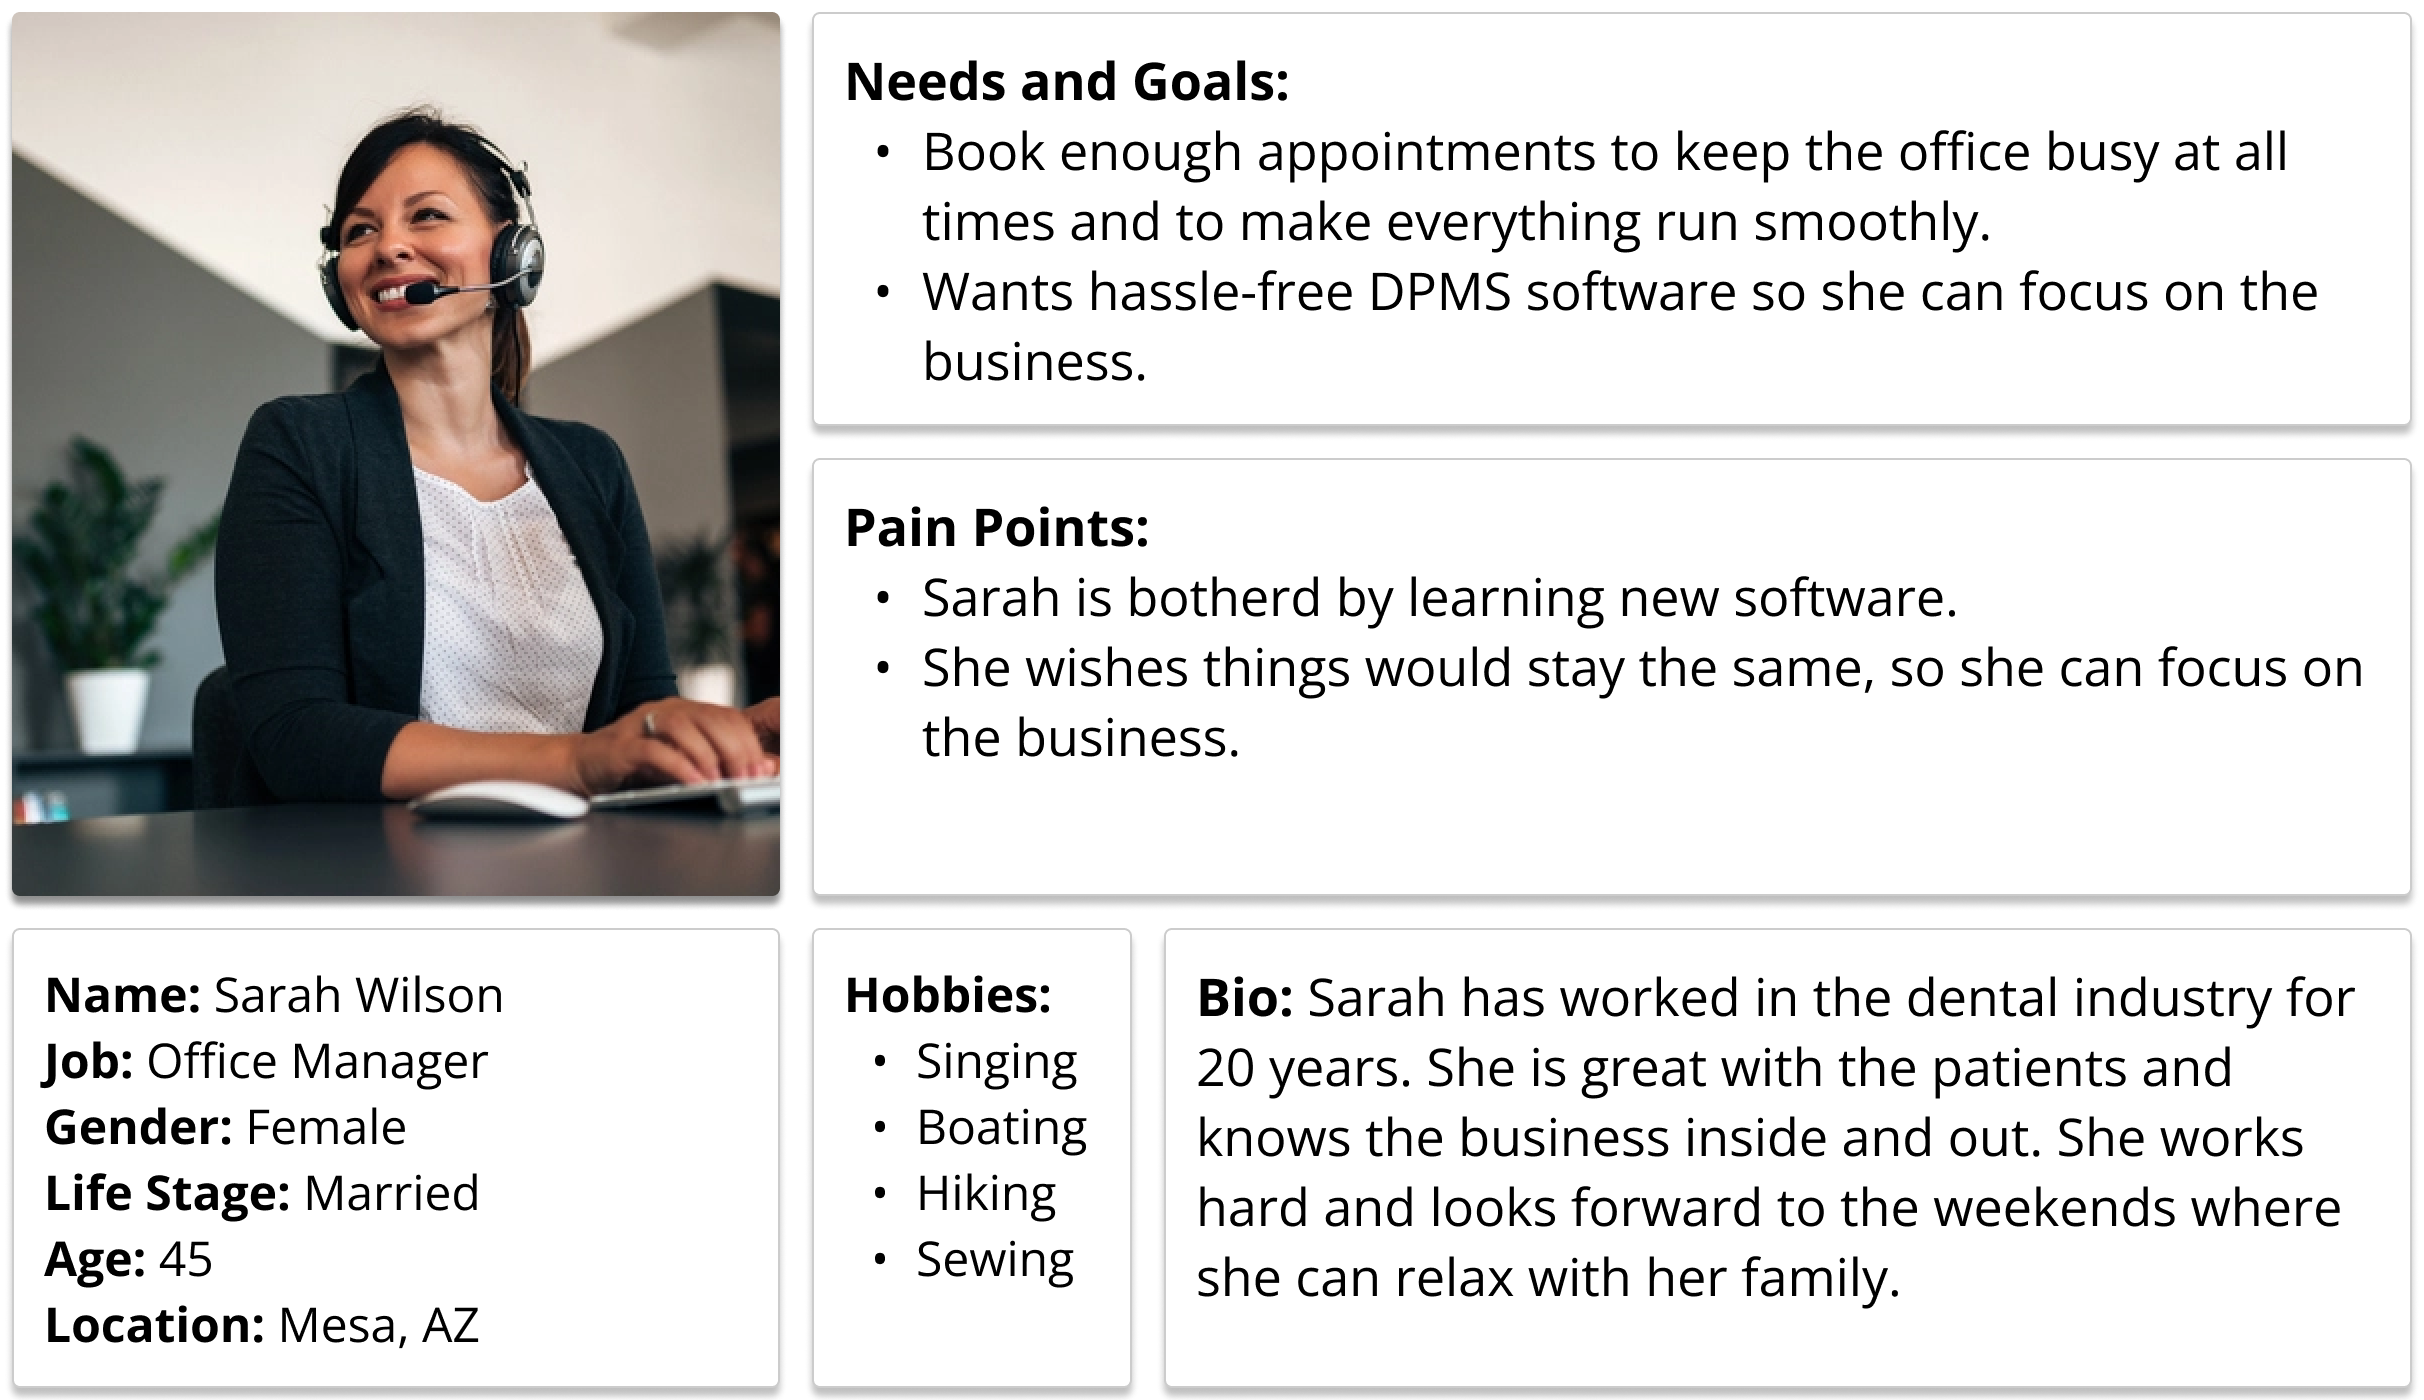 Needs and Goals:
• Book enough appointments to keep the office busy at all
times and to make everything run smoothly.
• Wants hassle-free DPMS software so she can focus on the
business.
Pain Points:
• Sarah is botherd by learning new software.
• She wishes things would stay the same, so she can focus on
the business.
Name: Sarah Wilson
Job: Office Manager
Gender: Female
Life Stage: Married
Age: 45
Location: Mesa, AZ
Hobbies:
• Singing
• Boating
• Hiking
• Sewing
Bio: Sarah has worked in the dental industry for
20 years. She is great with the patients and
knows the business inside and out. She works
hard and looks forward to the weekends where
she can relax with her family.